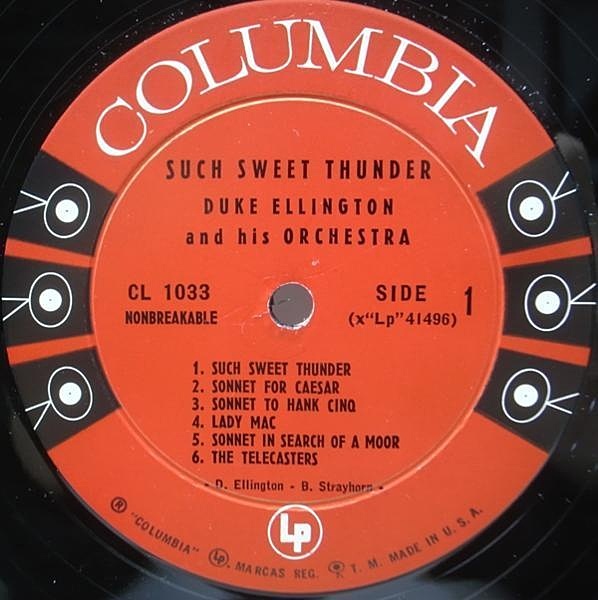 COLUMBIA
SUCH SWEET THUNDER
DUKE ELLINGTON
and his ORCHESTRA
CL 1033
NONBREAKABLE
SIDE 1
(x"Lp"41496)
1. SUCH SWEET THUNDER
2. SONNET FOR CAESAR
3. SONNET TO HANK CINQ
4. LADY MAC
5. SONNET IN SEARCH OF A MOOR
6. THE TELECASTERS
- D. Ellington - B. Strayhorn -
Lp
® "COLUMBIA" Lp. MARCAS REG. T. M. MADE IN U. S. A.